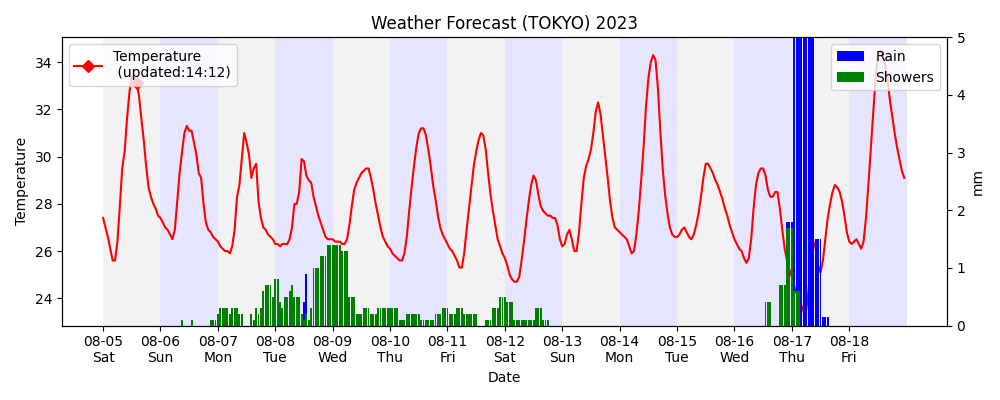 Weather Forecast (TOKYO) 2023
Temperature
(updated:14:12)
Rain
Showers
Temperature
34
32
30
28
26
24
mm
5
4
3
2
1
0
08-05 08-06 08-07 08-08 08-09 08-10 08-11 08-12 08-13 08-14 08-15 08-16 08-17 08-18
Sat Sun Mon Tue Wed Thu Fri Sat Sun Mon Tue Wed Thu Fri
Date